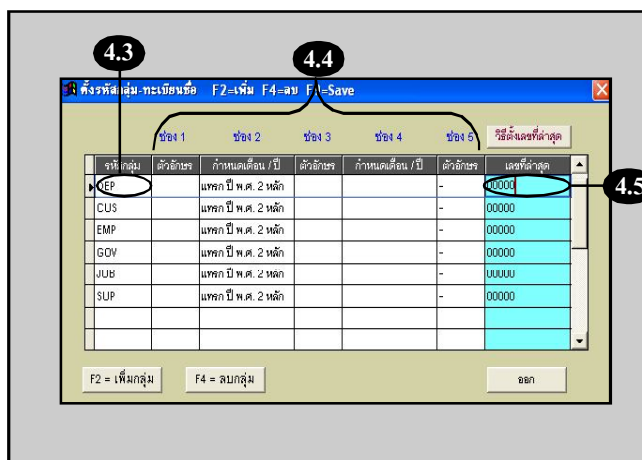 4.3
4.4
ตั้งรหัสกลุ่ม-ทะเบียนชื่อ F2=เพิ่ม F4=ลบ =Save
ช่อง 1 ช่อง 2 ช่อง 3 ช่อง 4 ช่อง 5 วิธีตั้งเลขที่ล่าสุด
รหัสกลุ่ม ตัวอักษร กำหนดเดือน / ปี ตัวอักษร กำหนดเดือน / ปี ตัวอักษร เลขที่ล่าสุด
DEP แทรก ปี พ.ศ. 2 หลัก - 00000 4.5
CUS แทรก ปี พ.ศ. 2 หลัก - 00000
EMP แทรก ปี พ.ศ. 2 หลัก - 00000
GOV แทรก ปี พ.ศ. 2 หลัก - 00000
JOB แทรก ปี พ.ศ. 2 หลัก - 00000
SUP แทรก ปี พ.ศ. 2 หลัก - 00000
F2 = เพิ่มกลุ่ม F4 = ลบกลุ่ม ออก